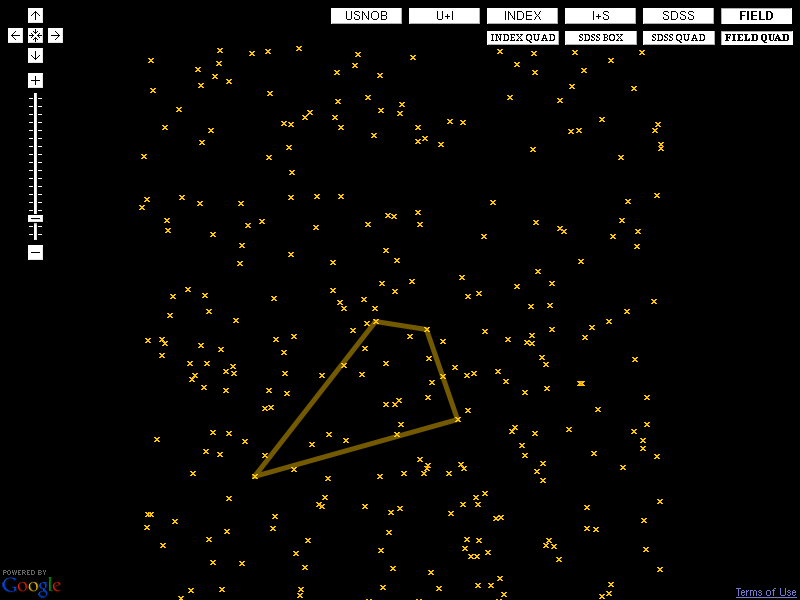 USNOB U+I INDEX I+S SDSS FIELD
INDEX QUAD SDSS BOX SDSS QUAD FIELD QUAD
POWERED BY
Google
Terms of Use